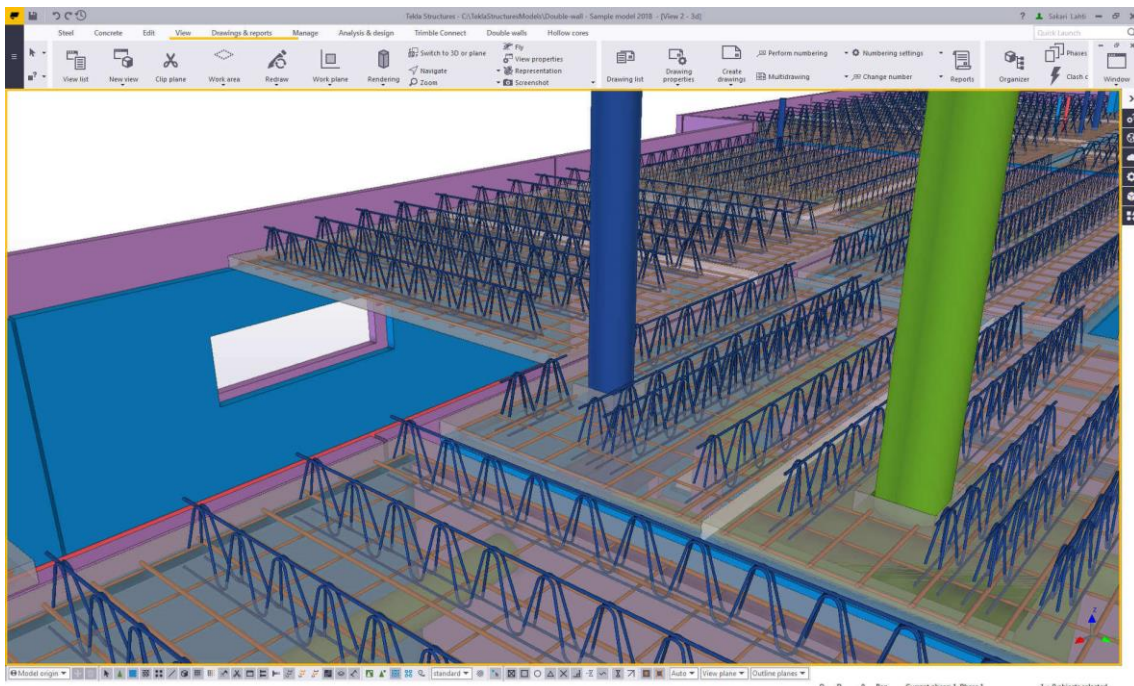 Tekla Structures - C:\TeklaStructuresModels\Double-wall - Sample model 2018 - [View 2 - 3d]
? Sakari Lahti
Steel Concrete Edit View Drawings & reports Manage Analysis & design Trimble Connect Double walls Hollow cores Quick Launch
Switch to 3D or plane Fly Perform numbering Numbering settings Phases
View properties
Navigate Representation
View list New view Clip plane Work area Redraw Work plane Rendering Zoom Screenshot Drawing list Drawing properties Create drawings Multidrawing Change number Reports Organizer Clash c Window
z
Model origin standard Auto View plane Outline planes